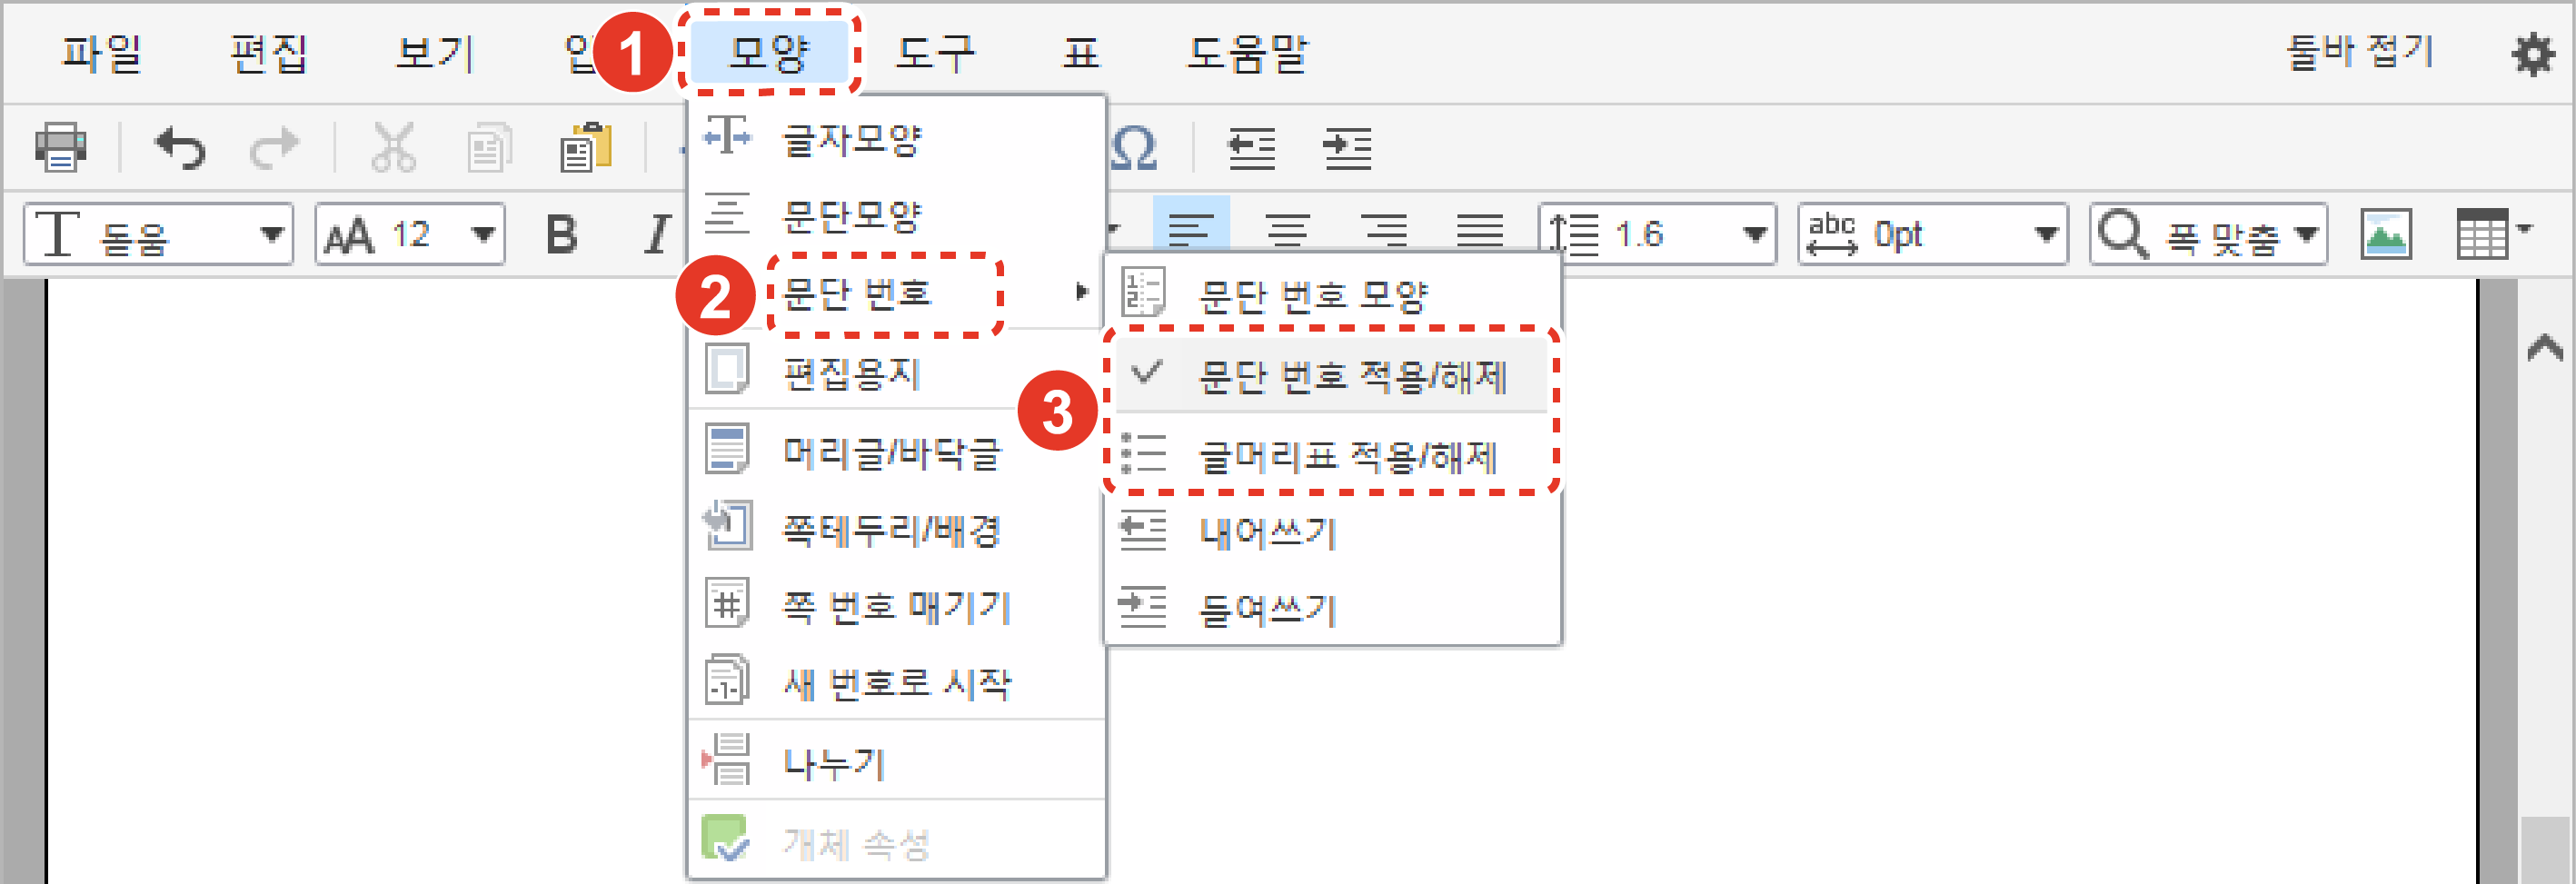 파일 편집 보기 1 모양 도구 표 도움말 툴바 접기
글자모양
문단모양
돋움 12 B I 1.6 abc 0pt 폭 맞춤
2 문단 번호
편집용지
머리글/바닥글
쪽테두리/배경
쪽 번호 매기기
새 번호로 시작
나누기
개체 속성
문단 번호 모양
3 문단 번호 적용/해제
글머리표 적용/해제
내어쓰기
들여쓰기